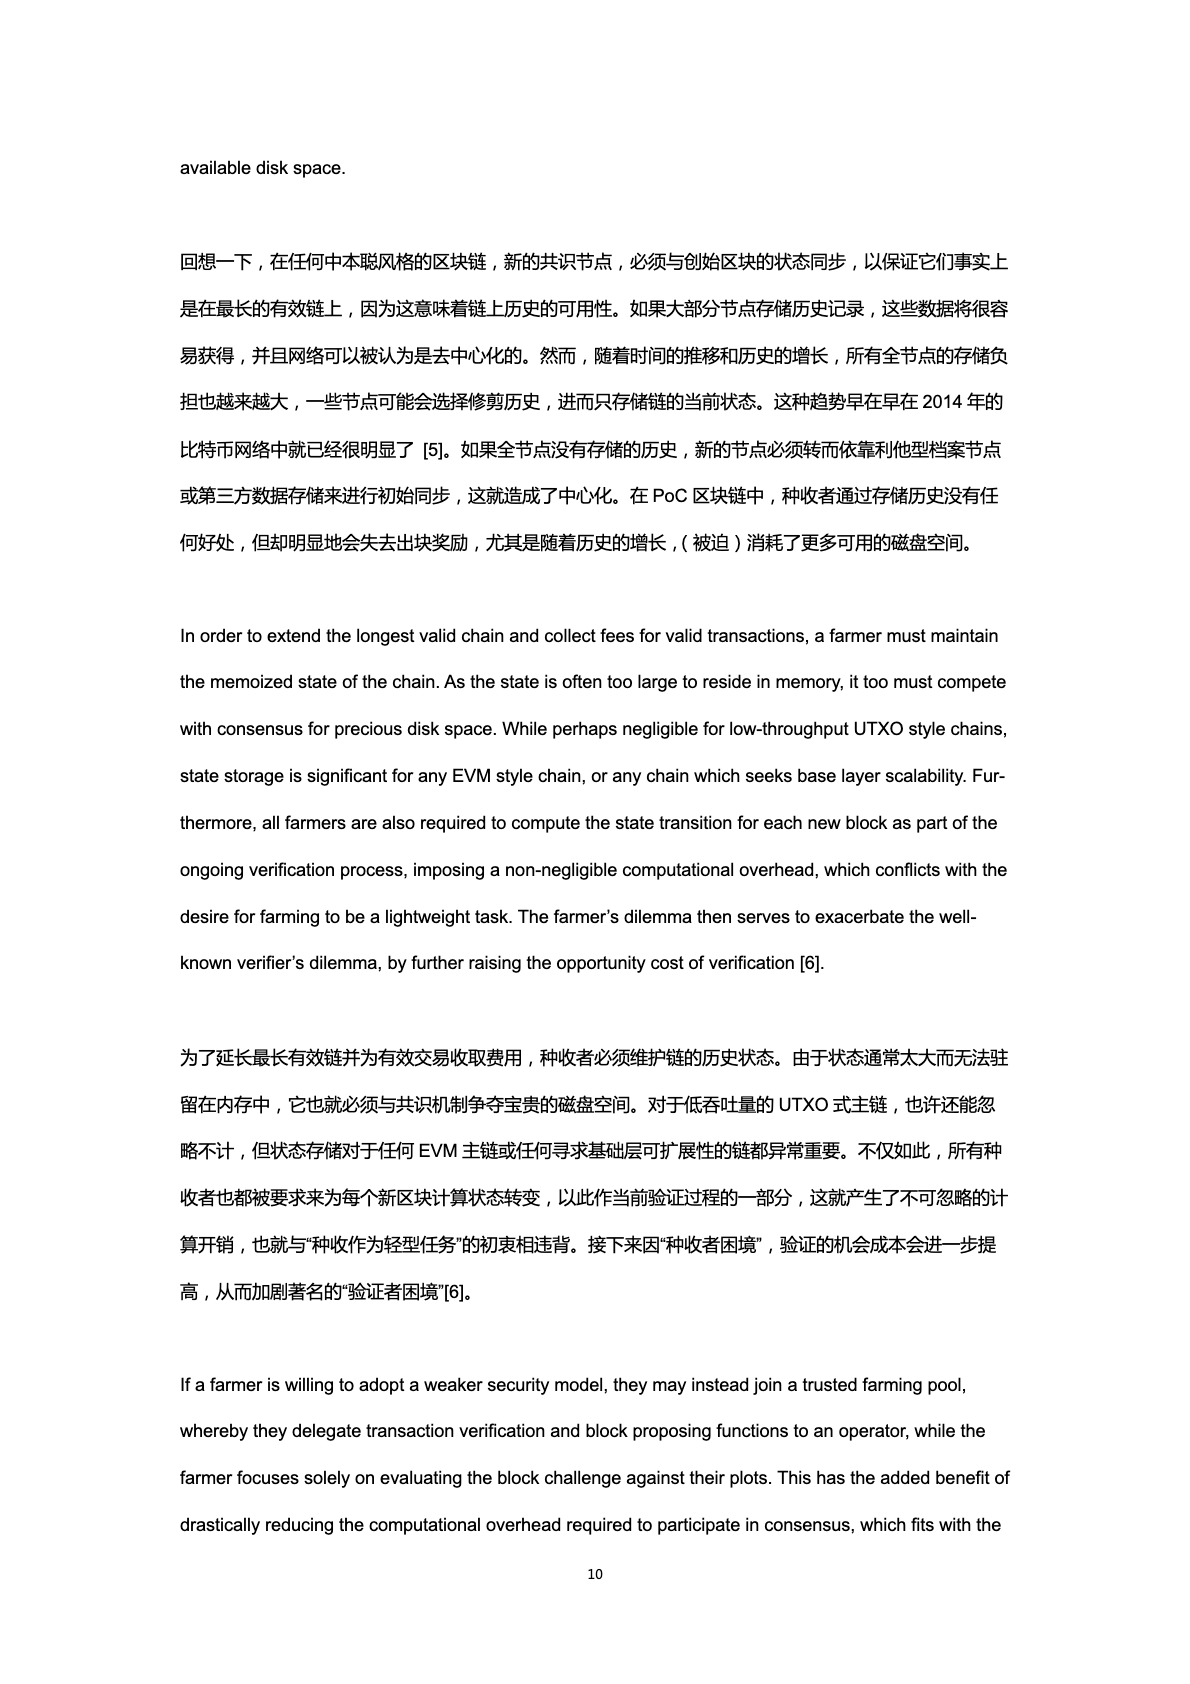 available disk space.
回想一下，在任何中本聪风格的区块链，新的共识节点，必须与创始区块的状态同步，以保证它们事实上
是在最长的有效链上，因为这意味着链上历史的可用性。如果大部分节点存储历史记录，这些数据将很容
易获得，并且网络可以被认为是去中心化的。然而，随着时间的推移和历史的增长，所有全节点的存储负
担也越来越大，一些节点可能会选择修剪历史，进而只存储链的当前状态。这种趋势早在早在 2014 年的
比特币网络中就已经很明显了 [5]。如果全节点没有存储的历史，新的节点必须转而依靠利他型档案节点
或第三方数据存储来进行初始同步，这就造成了中心化。在 PoC 区块链中，种收者通过存储历史没有任
何好处，但却明显地会失去出块奖励，尤其是随着历史的增长，（被迫）消耗了更多可用的磁盘空间。
In order to extend the longest valid chain and collect fees for valid transactions, a farmer must maintain
the memoized state of the chain. As the state is often too large to reside in memory, it too must compete
with consensus for precious disk space. While perhaps negligible for low-throughput UTXO style chains,
state storage is significant for any EVM style chain, or any chain which seeks base layer scalability. Fur-
thermore, all farmers are also required to compute the state transition for each new block as part of the
ongoing verification process, imposing a non-negligible computational overhead, which conflicts with the
desire for farming to be a lightweight task. The farmer’s dilemma then serves to exacerbate the well-
known verifier’s dilemma, by further raising the opportunity cost of verification [6].
为了延长最长有效链并为有效交易收取费用，种收者必须维护链的历史状态。由于状态通常太大而无法驻
留在内存中，它也就必须与共识机制争夺宝贵的磁盘空间。对于低吞吐量的 UTXO 式主链，也许还能忽
略不计，但状态存储对于任何 EVM 主链或任何寻求基础层可扩展性的链都异常重要。不仅如此，所有种
收者也都被要求来为每个新区块计算状态转变，以此作当前验证过程的一部分，这就产生了不可忽略的计
算开销，也就与“种收作为轻型任务”的初衷相违背。接下来因“种收者困境”，验证的机会成本会进一步提
高，从而加剧著名的“验证者困境”[6]。
If a farmer is willing to adopt a weaker security model, they may instead join a trusted farming pool,
whereby they delegate transaction verification and block proposing functions to an operator, while the
farmer focuses solely on evaluating the block challenge against their plots. This has the added benefit of
drastically reducing the computational overhead required to participate in consensus, which fits with the
10